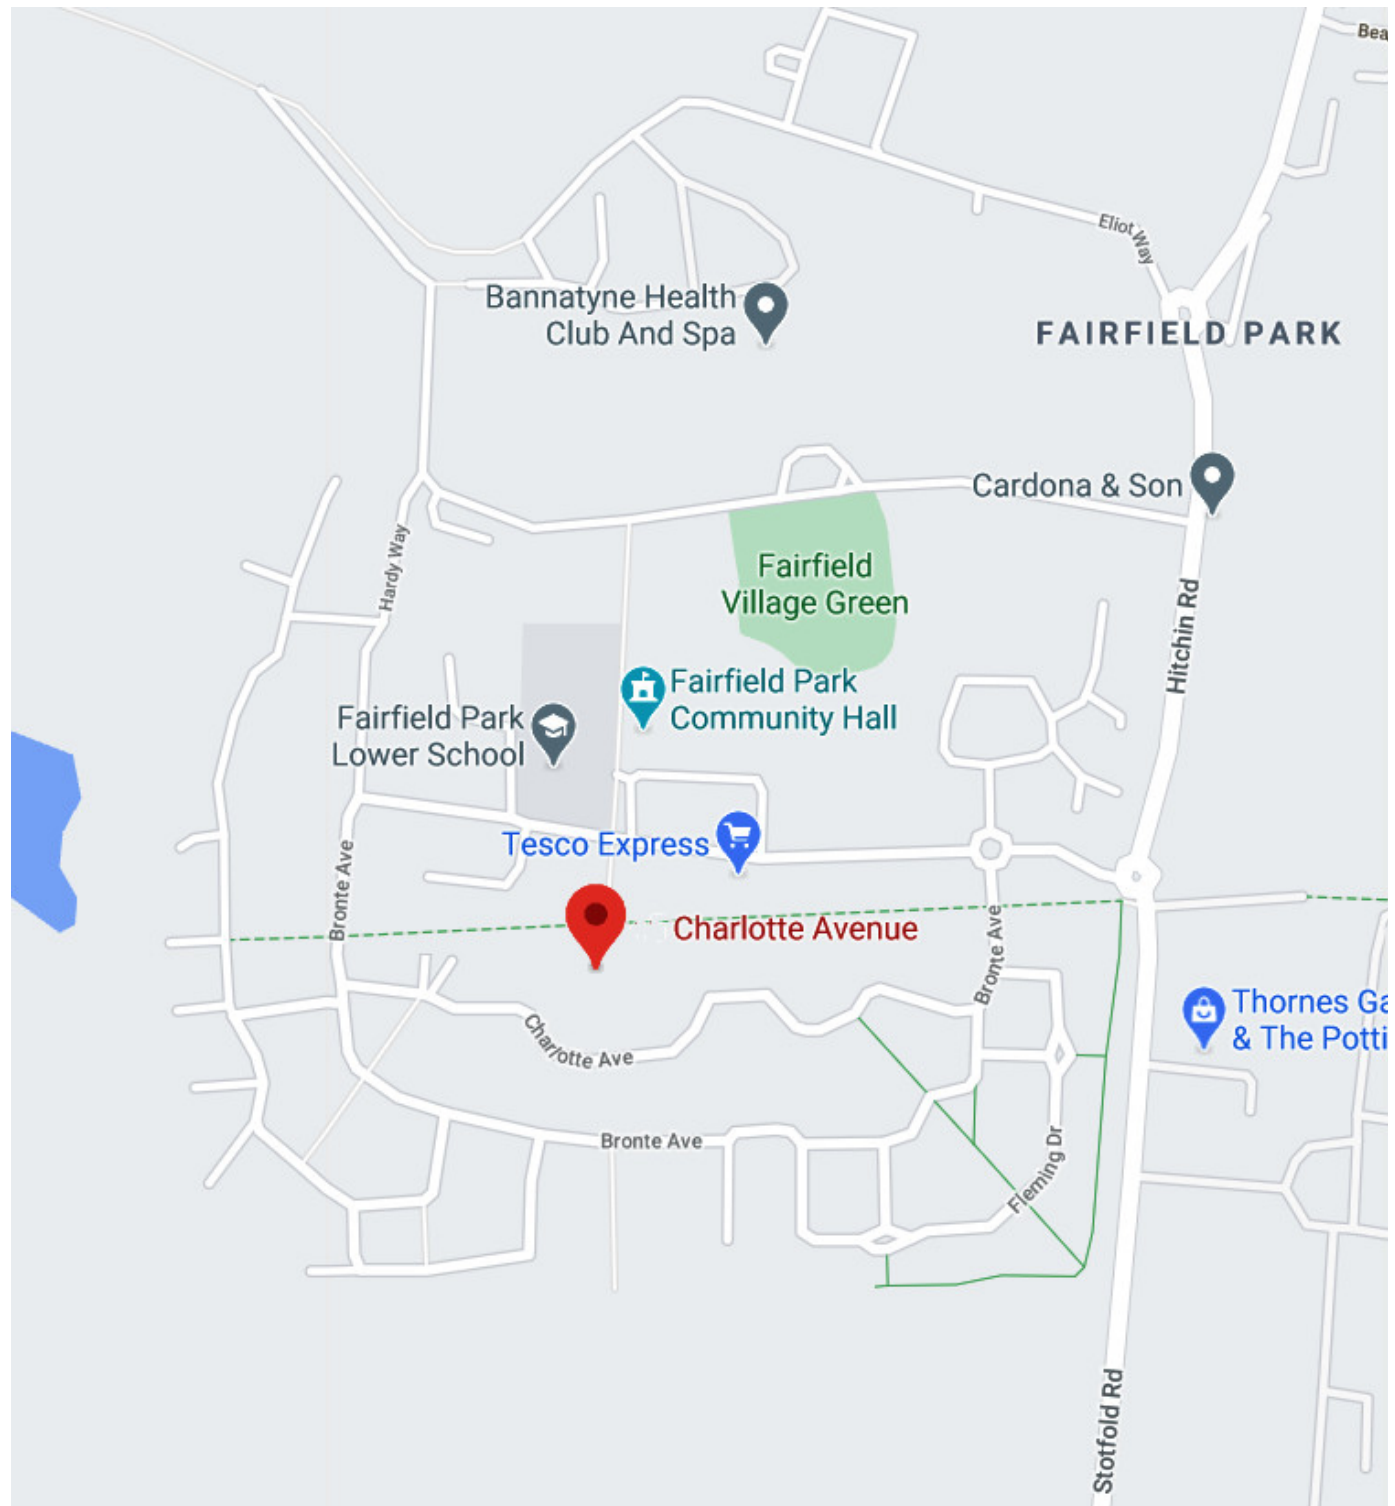 Bea
Eliot Way
Bannatyne Health
Club And Spa
FAIRFIELD PARK
Cardona & Son
Hardy Way
Fairfield
Village Green
Hitchin Rd
Fairfield Park
Community Hall
Fairfield Park
Lower School
Tesco Express
Bronte Ave
Charlotte Avenue
Bronte Ave
Thornes Ga
& The Potti
Charlotte Ave
Bronte Ave
Fleming Dr
Stotfold Rd